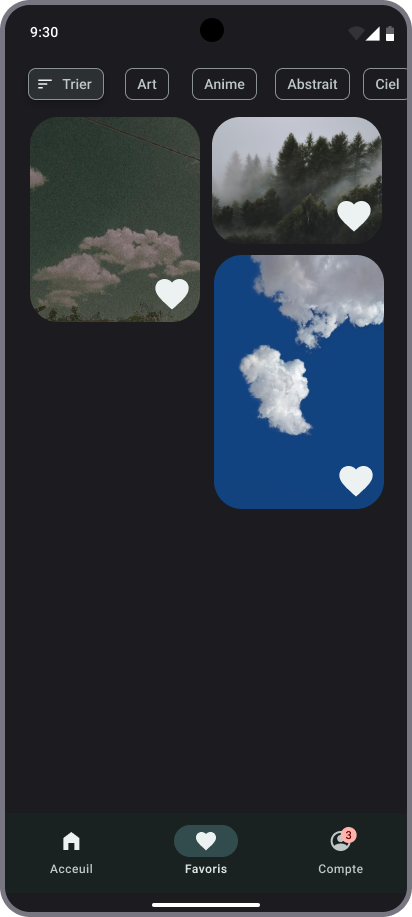 9:30
Trier
Art
Anime
Abstrait
Ciel
3
Acceuil
Favoris
Compte